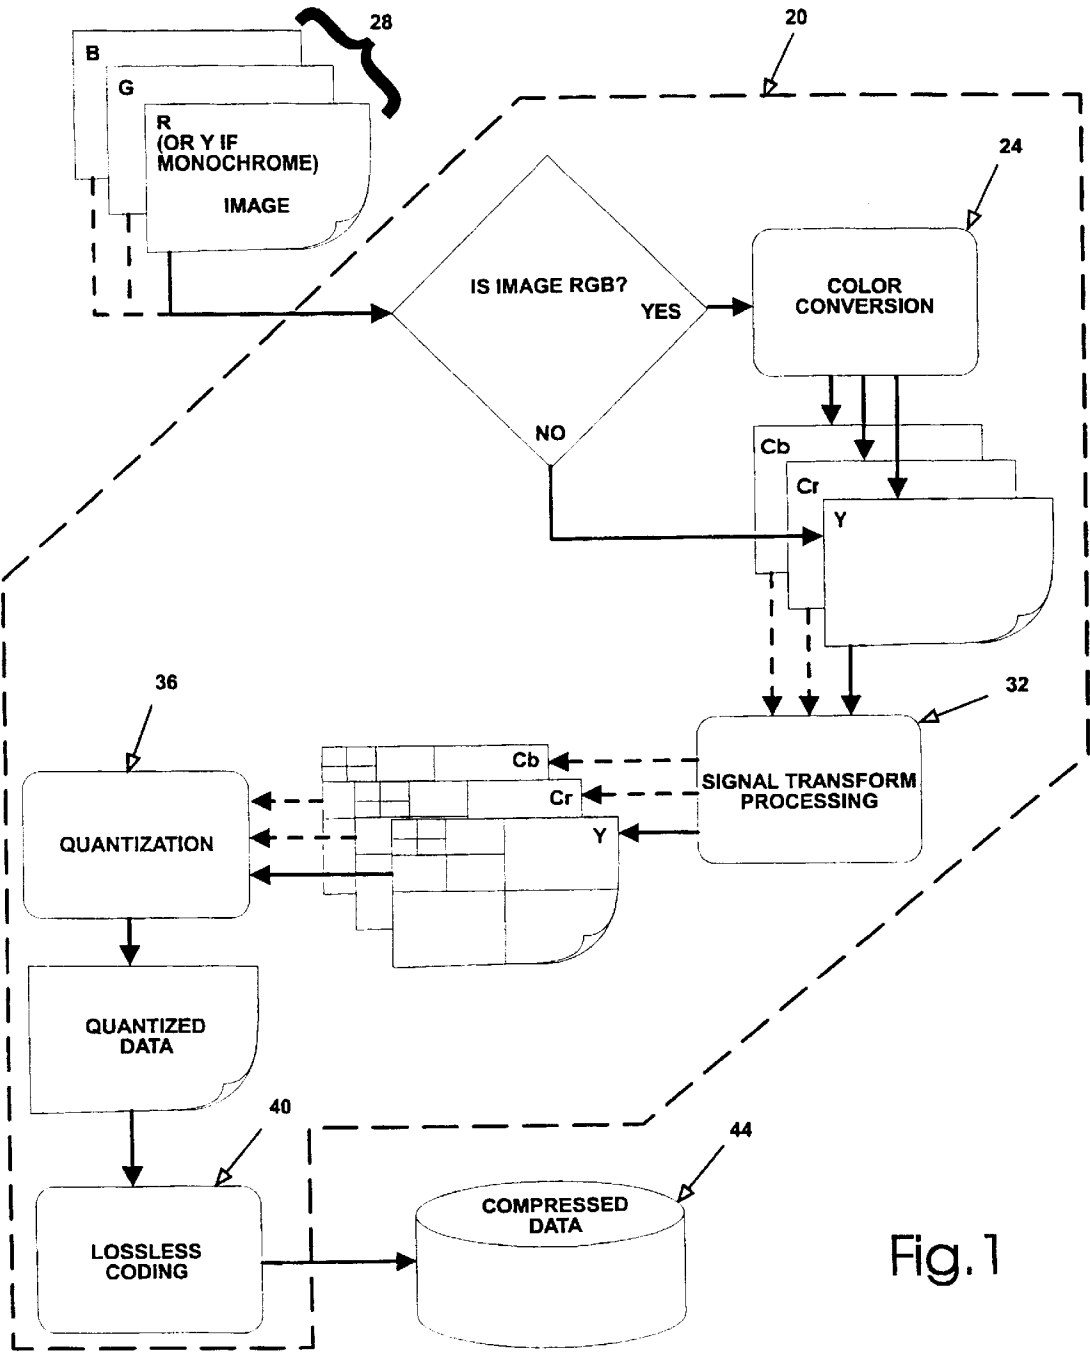 28
20
B
G
R
(OR Y IF
MONOCHROME)
IMAGE
24
IS IMAGE RGB?
YES
NO
COLOR
CONVERSION
Cb
Cr
Y
36
32
Cb
Cr
Y
SIGNAL TRANSFORM
PROCESSING
QUANTIZATION
QUANTIZED
DATA
40
44
LOSSLESS
CODING
COMPRESSED
DATA
Fig.1